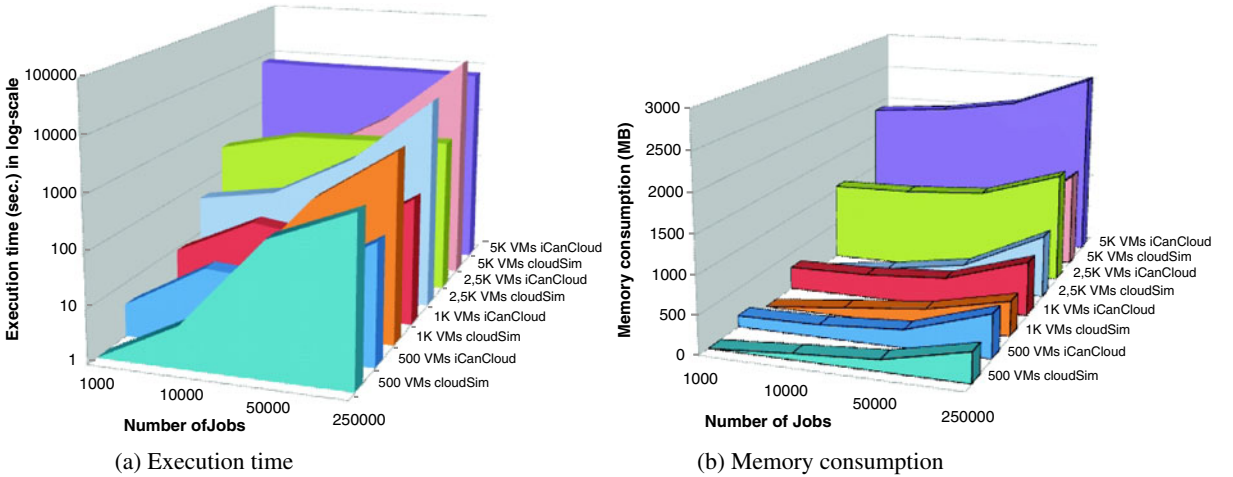 Execution time (sec.) in log-scale
100000
10000
1000
100
10
1
1000
10000
50000
250000
Number ofJobs
5K VMs iCanCloud
5K VMs cloudSim
2,5K VMs iCanCloud
2,5K VMs cloudSim
1K VMs iCanCloud
1K VMs cloudSim
500 VMs iCanCloud
500 VMs cloudSim
(a) Execution time
Memory consumption (MB)
3000
2500
2000
1500
1000
500
0
1000
10000
50000
250000
Number of Jobs
5K VMs iCanCloud
5K VMs cloudSim
2,5K VMs iCanCloud
2,5K VMs cloudSim
1K VMs iCanCloud
1K VMs cloudSim
500 VMs iCanCloud
500 VMs cloudSim
(b) Memory consumption